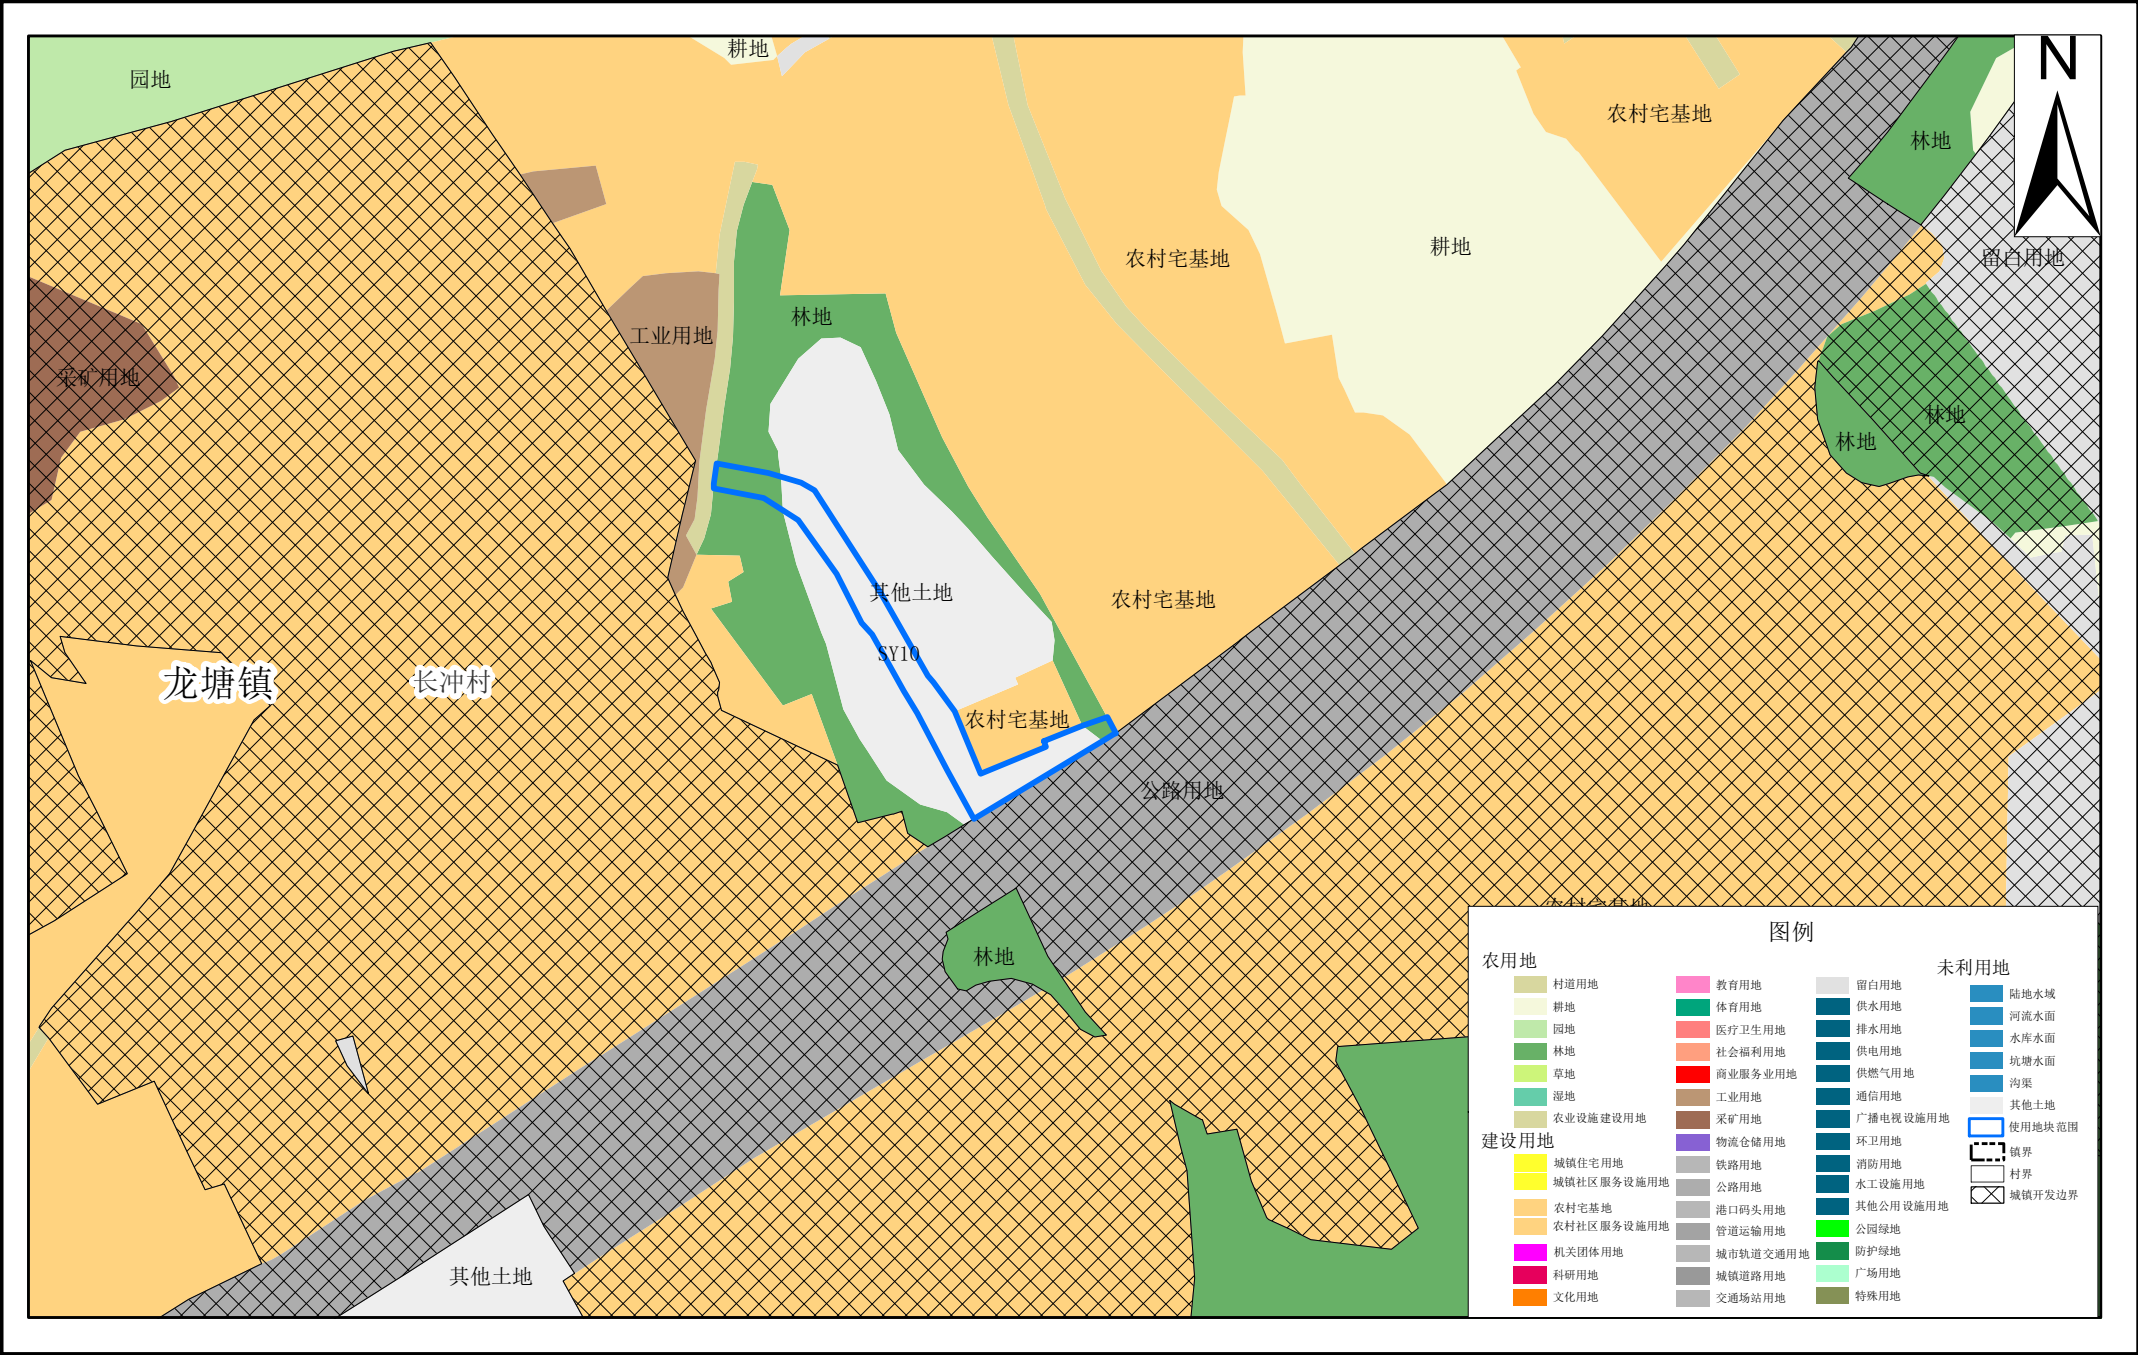 耕地
园地
N
农村宅基地
林地
耕地
农村宅基地
留白用地
林地
工业用地
采矿用地
林地
林地
其他土地
农村宅基地
SY10
龙塘镇
长冲村
农村宅基地
公路用地
农村宅基地
林地
其他土地
图例
农用地
村道用地
耕地
园地
林地
草地
湿地
农业设施建设用地
建设用地
城镇住宅用地
城镇社区服务设施用地
农村宅基地
农村社区服务设施用地
机关团体用地
科研用地
文化用地
教育用地
体育用地
医疗卫生用地
社会福利用地
商业服务业用地
工业用地
采矿用地
物流仓储用地
铁路用地
公路用地
港口码头用地
管道运输用地
城市轨道交通用地
城镇道路用地
交通场站用地
留白用地
供水用地
排水用地
供电用地
供燃气用地
通信用地
广播电视设施用地
环卫用地
消防用地
水工设施用地
其他公用设施用地
公园绿地
防护绿地
广场用地
特殊用地
未利用地
陆地水域
河流水面
水库水面
坑塘水面
沟渠
其他土地
使用地块范围
镇界
村界
城镇开发边界